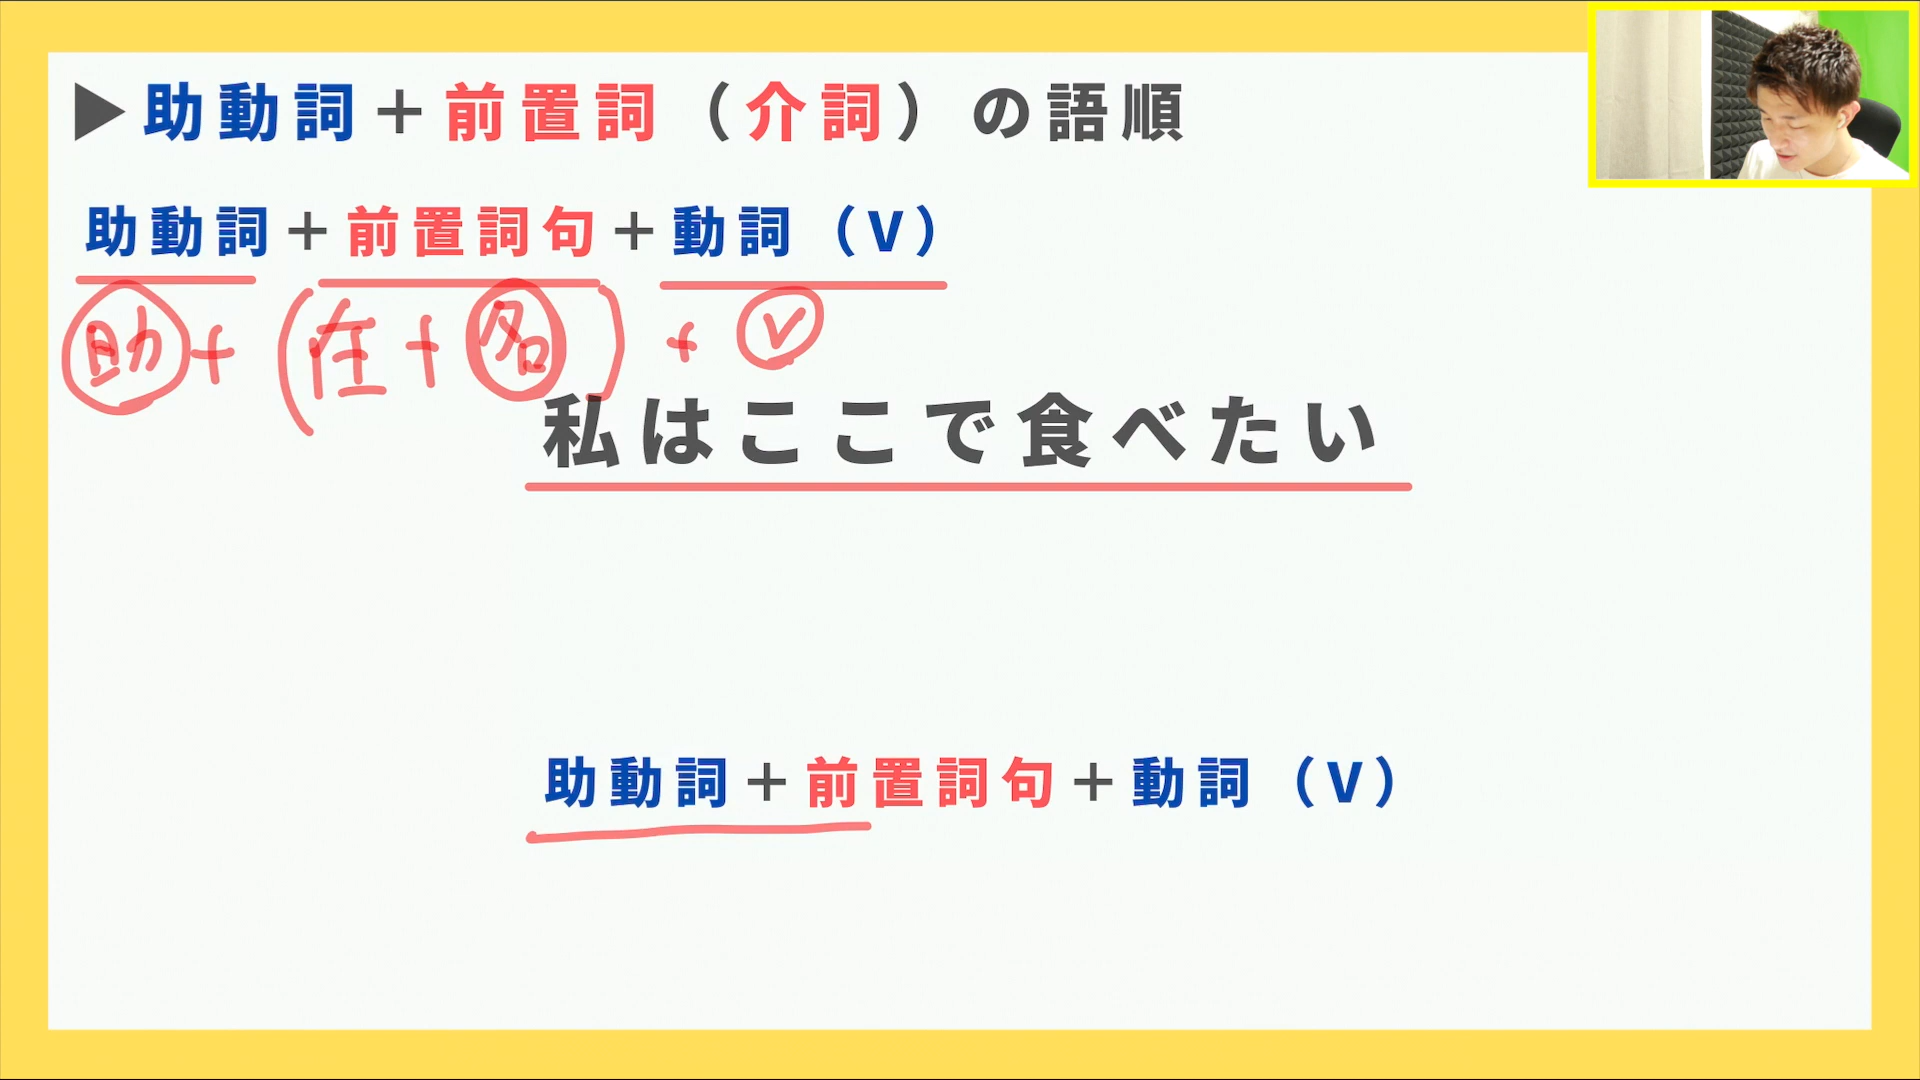 ▶助動詞＋前置詞（介詞）の語順
助動詞＋前置詞句＋動詞（V）
助＋（在＋名）＋V
私はここで食べたい
助動詞＋前置詞句＋動詞（V）